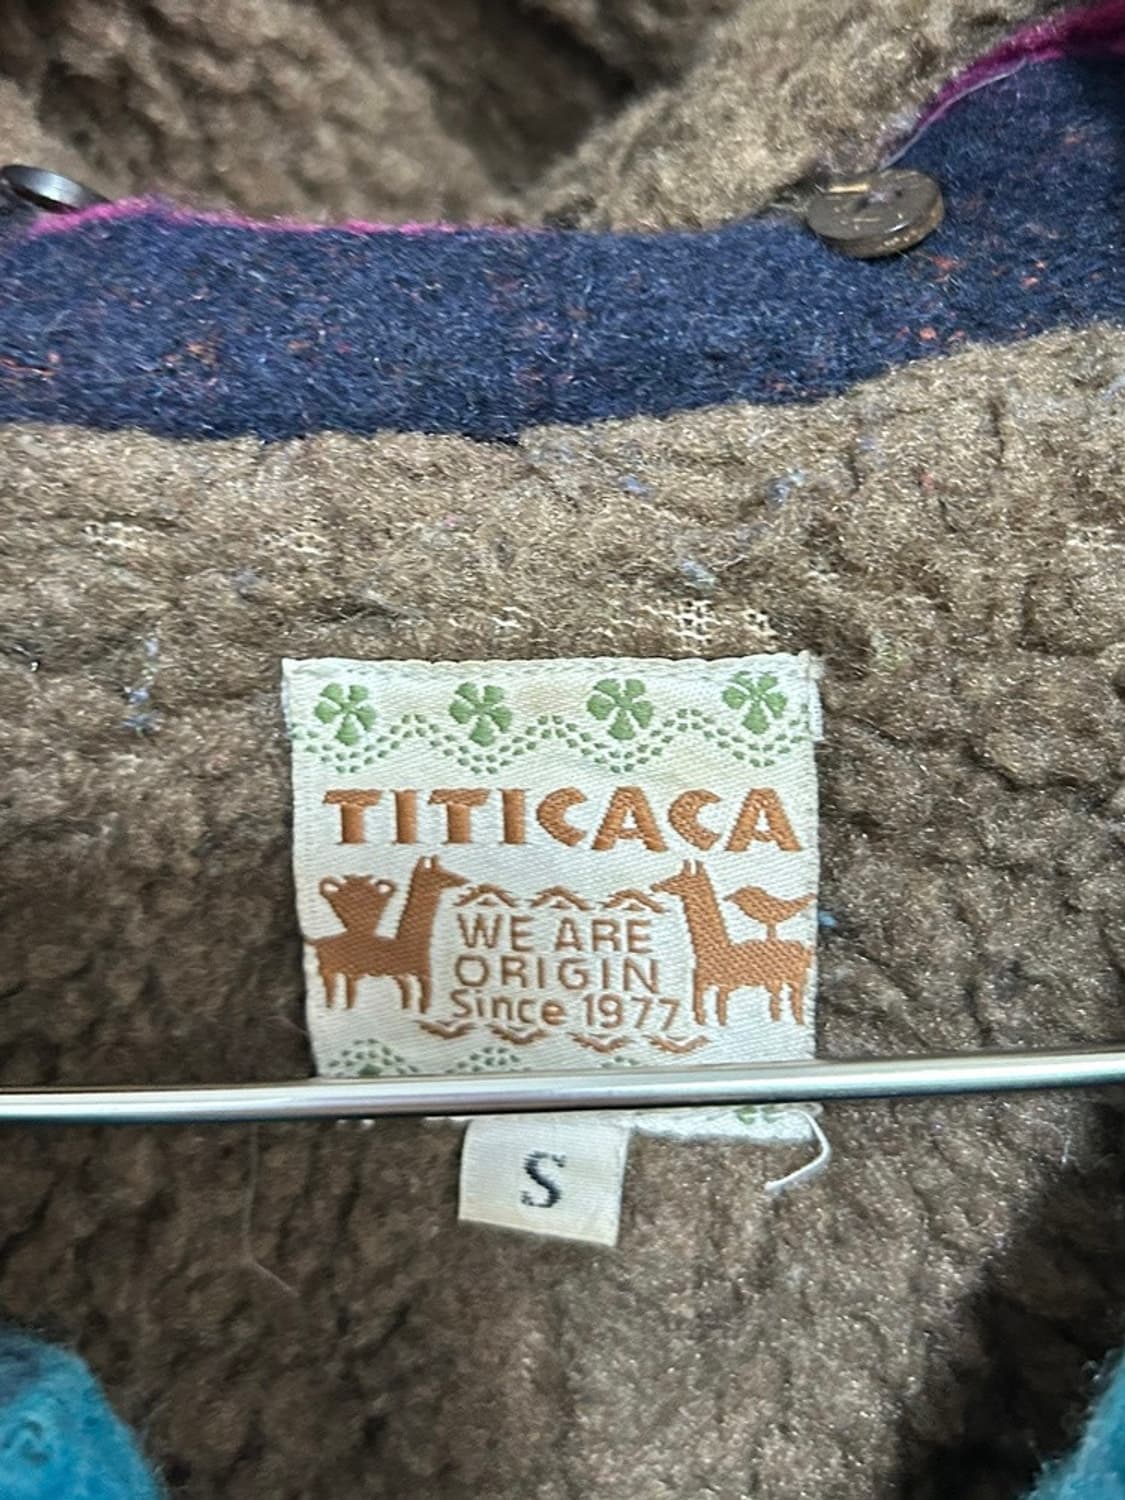 TITICACA
WE ARE
ORIGIN
Since 1977
S